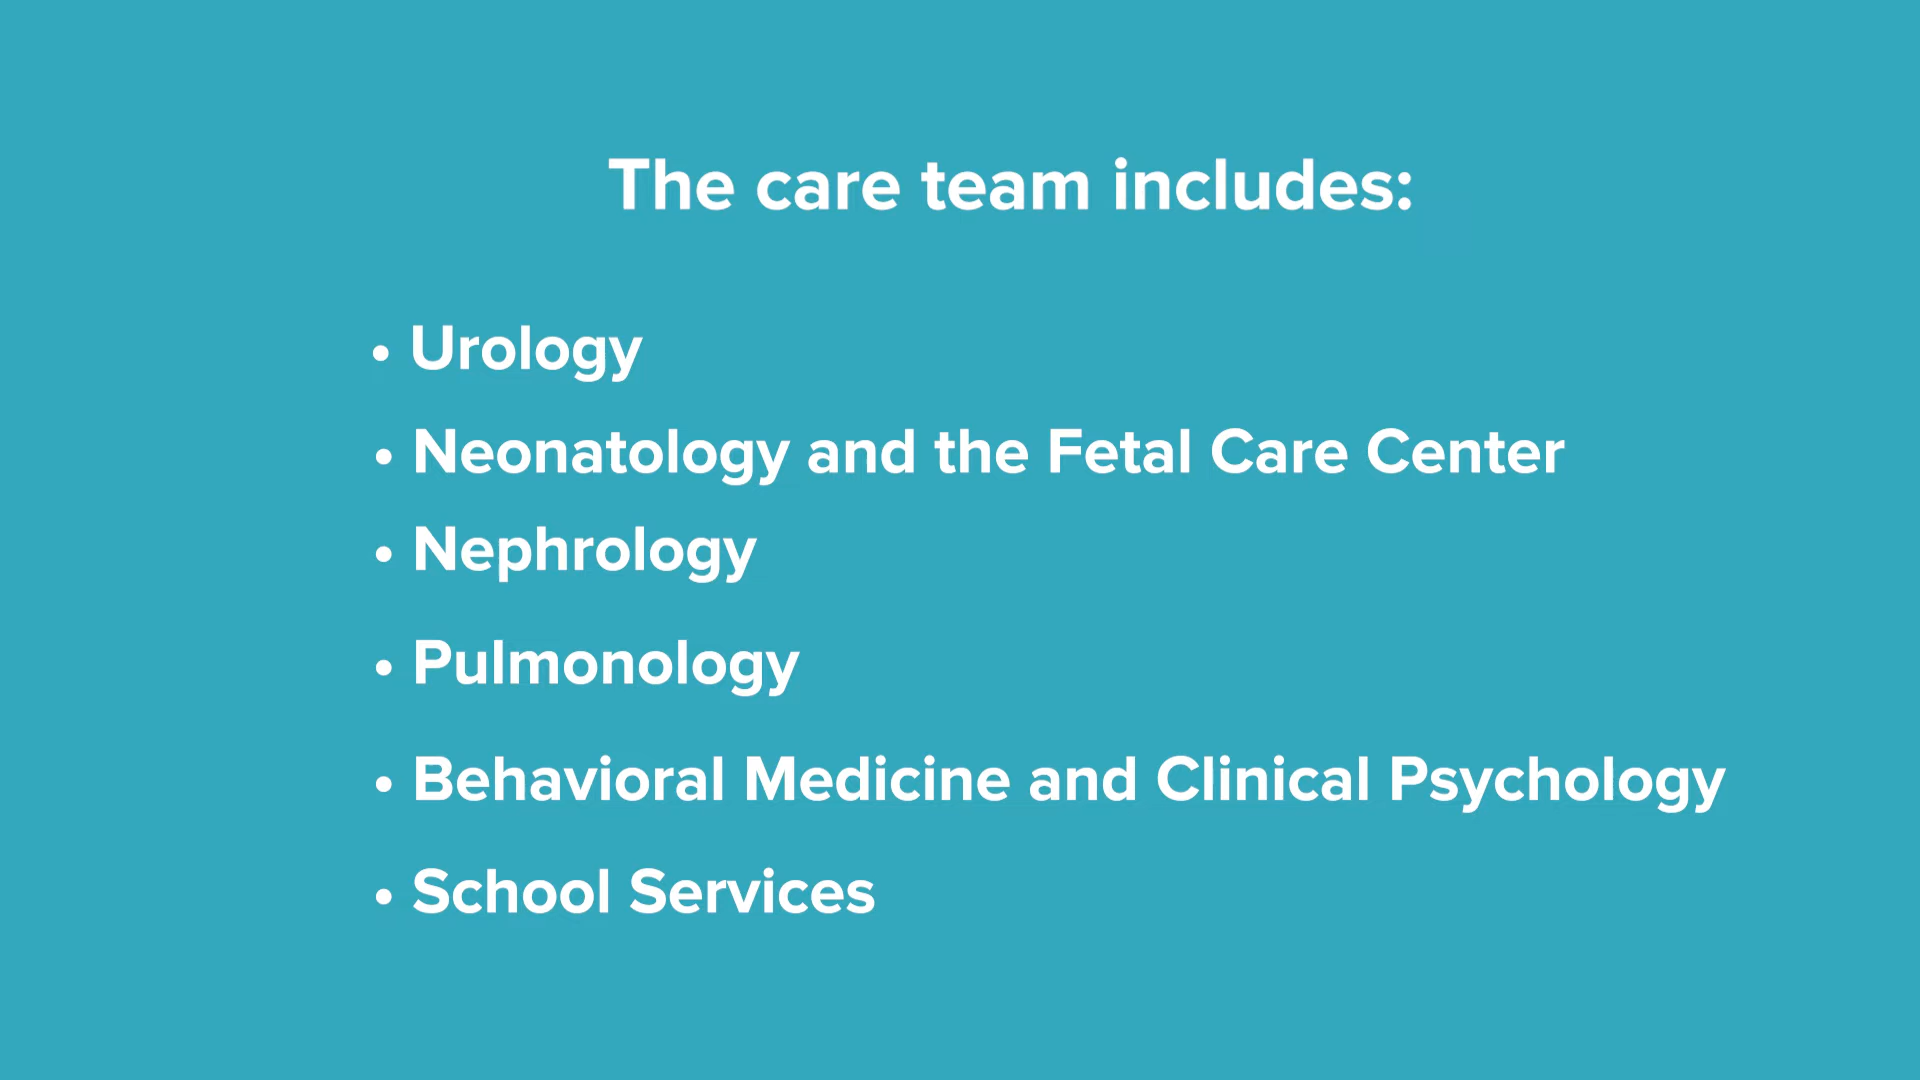 The care team includes:
• Urology
• Neonatology and the Fetal Care Center
• Nephrology
• Pulmonology
• Behavioral Medicine and Clinical Psychology
• School Services